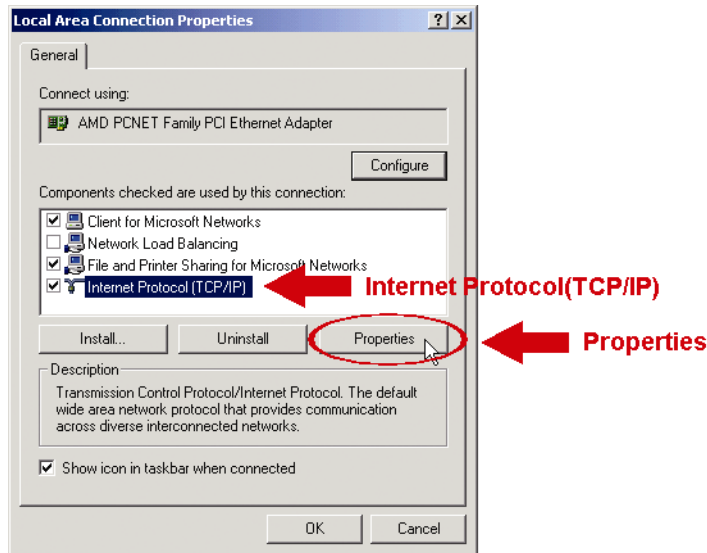 Local Area Connection Properties
General
Connect using:
AMD PCNET Family PCI Ethernet Adapter
Configure
Components checked are used by this connection:
Client for Microsoft Networks
Network Load Balancing
File and Printer Sharing for Microsoft Networks
Internet Protocol (TCP/IP)
Internet Protocol(TCP/IP)
Install...
Uninstall
Properties
Properties
Description
Transmission Control Protocol/Internet Protocol. The default
wide area network protocol that provides communication
across diverse interconnected networks.
Show icon in taskbar when connected
OK
Cancel